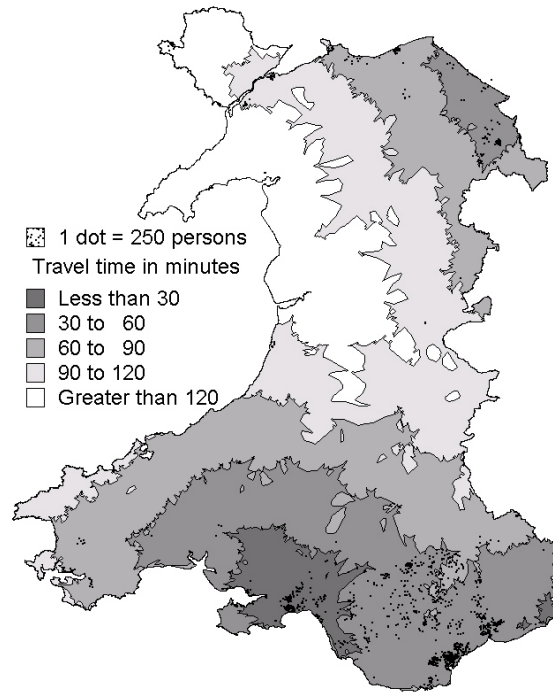 1 dot = 250 persons
Travel time in minutes
Less than 30
30 to 60
60 to 90
90 to 120
Greater than 120